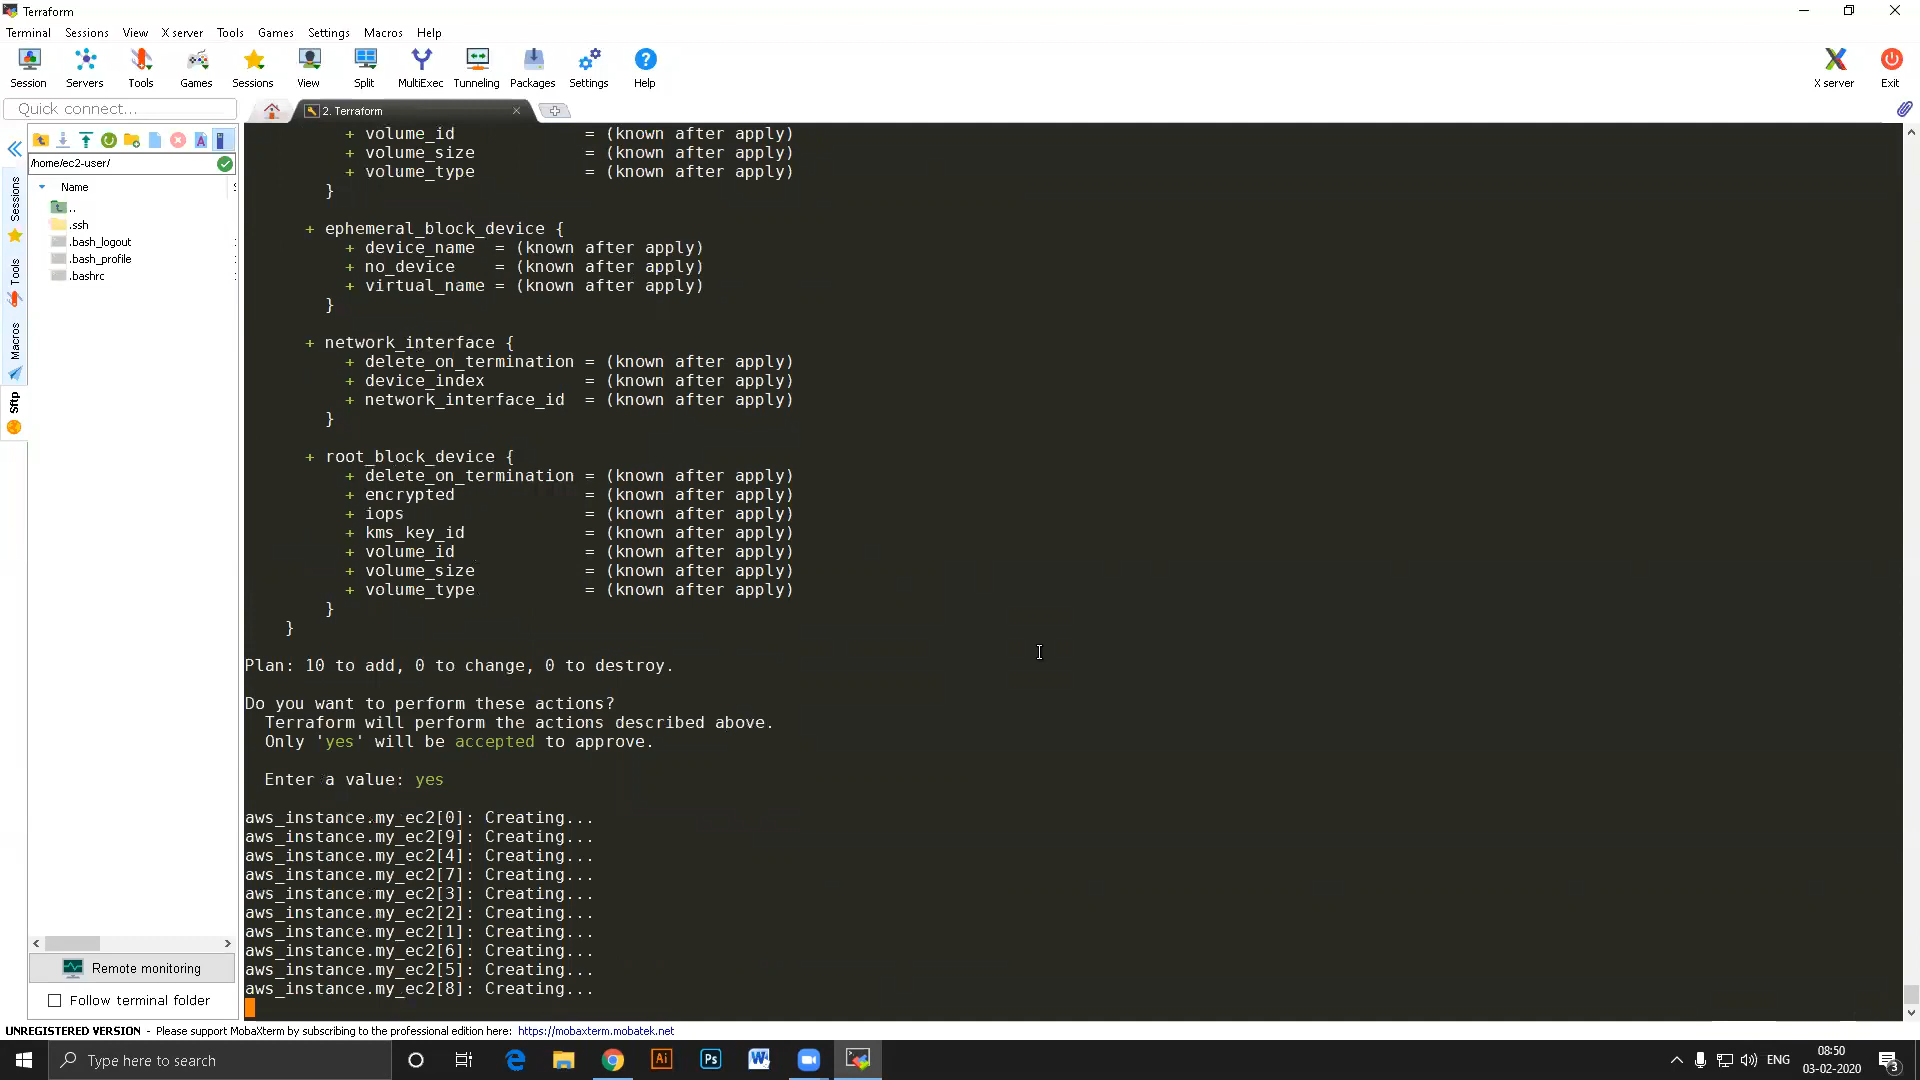 Terraform
Terminal Sessions View X server Tools Games Settings Macros Help
Session Servers Tools Games Sessions View Split MultiExec Tunneling Packages Settings Help X server Exit
Quick connect...
2. Terraform
/home/ec2-user/
Name
..
.ssh
.bash_logout
.bash_profile
.bashrc
Sessions
Tools
Macros
Sftp
+ volume_id = (known after apply)
+ volume_size = (known after apply)
+ volume_type = (known after apply)
}
+ ephemeral_block_device {
+ device_name = (known after apply)
+ no_device = (known after apply)
+ virtual_name = (known after apply)
}
+ network_interface {
+ delete_on_termination = (known after apply)
+ device_index = (known after apply)
+ network_interface_id = (known after apply)
}
+ root_block_device {
+ delete_on_termination = (known after apply)
+ encrypted = (known after apply)
+ iops = (known after apply)
+ kms_key_id = (known after apply)
+ volume_id = (known after apply)
+ volume_size = (known after apply)
+ volume_type = (known after apply)
}
}
Plan: 10 to add, 0 to change, 0 to destroy.
Do you want to perform these actions?
Terraform will perform the actions described above.
Only 'yes' will be accepted to approve.
Enter a value: yes
aws_instance.my_ec2[0]: Creating...
aws_instance.my_ec2[9]: Creating...
aws_instance.my_ec2[4]: Creating...
aws_instance.my_ec2[7]: Creating...
aws_instance.my_ec2[3]: Creating...
aws_instance.my_ec2[2]: Creating...
aws_instance.my_ec2[1]: Creating...
aws_instance.my_ec2[6]: Creating...
aws_instance.my_ec2[5]: Creating...
aws_instance.my_ec2[8]: Creating...
Remote monitoring
Follow terminal folder
UNREGISTERED VERSION - Please support MobaXterm by subscribing to the professional edition here: https://mobaxterm.mobatek.net
Type here to search
Ai
Ps
W
ENG
08:50
03-02-2020
3